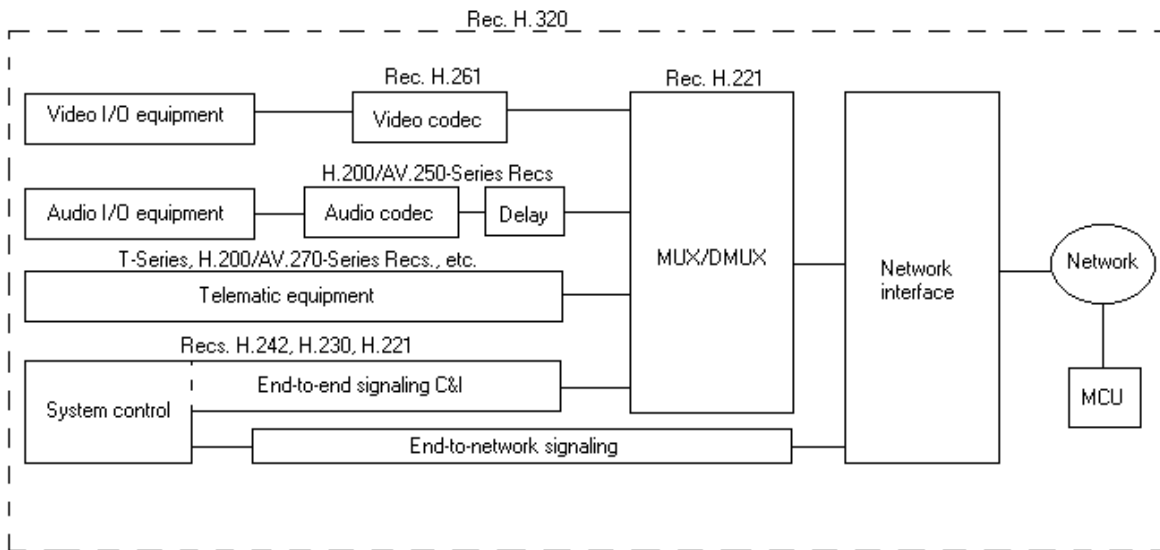 Rec. H.320
Rec. H.261
Rec. H.221
Video I/O equipment
Video codec
H.200/AV.250-Series Recs
Audio I/O equipment
Audio codec
Delay
T-Series, H.200/AV.270-Series Recs., etc.
Telematic equipment
MUX/DMUX
Network
interface
Network
Recs. H.242, H.230, H.221
End-to-end signaling C&I
System control
MCU
End-to-network signaling